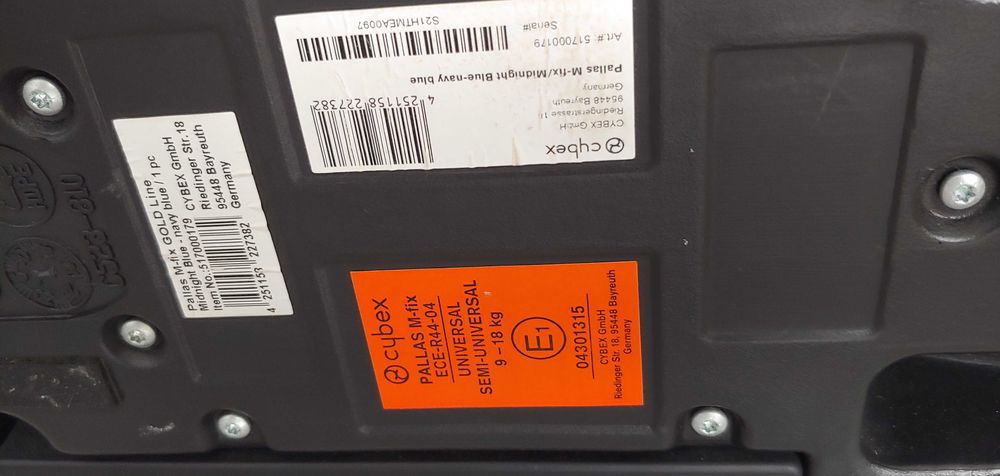 cybex
CYBEX GmbH
Riedingerstrasse 18
95448 Bayreuth
Germany
Pallas M-fix/Midnight Blue-navy blue
4 251158 227382
Art.#: 517000179
Serial#
S21HTMEA0097
Pallas M-fix GOLD Line
Midnight Blue - navy blue / 1 pc
Item No.:517000179 CYBEX GmbH
Riedinger Str.18
95448 Bayreuth
Germany
4 251158 227382
cybex
PALLAS M-fix
ECE-R44-04
UNIVERSAL
SEMI-UNIVERSAL
9 – 18 kg
E1
04301315
CYBEX GmbH
Riedinger Str. 18, 95448 Bayreuth
Germany
HDPE